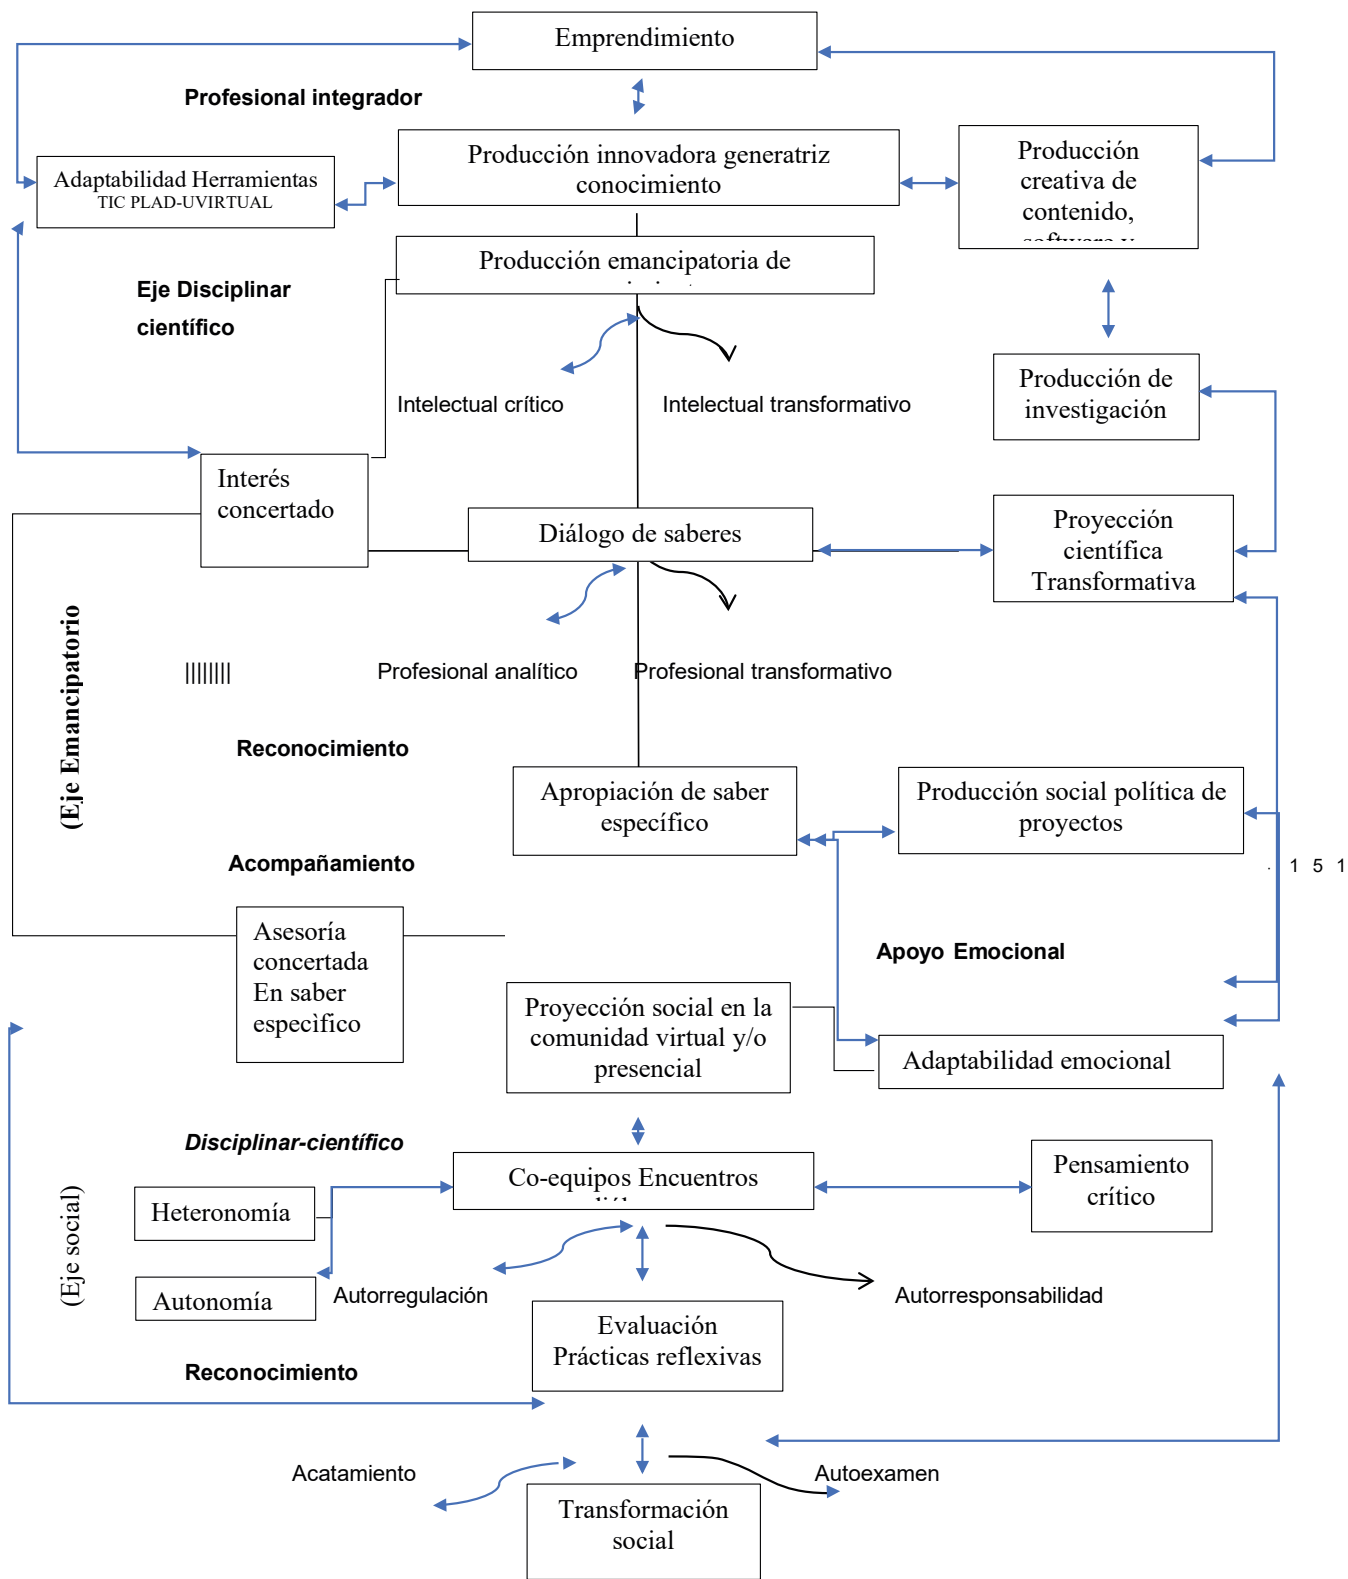 Emprendimiento
Profesional integrador
Producción innovadora generatriz
conocimiento
Producción
creativa de
contenido,
Adaptabilidad Herramientas
TIC PLAD-UVIRTUAL
Producción emancipatoria de
Eje Disciplinar
científico
Producción de
investigación
Intelectual crítico
Intelectual transformativo
Interés
concertado
Diálogo de saberes
Proyección
científica
Transformativa
(Eje Emancipatorio
||||||||
Profesional analítico
Profesional transformativo
Reconocimiento
Apropiación de saber
específico
Producción social política de
proyectos
Acompañamiento
. 1 5 1
Asesoría
concertada
En saber
especìfico
Apoyo Emocional
Proyección social en la
comunidad virtual y/o
presencial
Adaptabilidad emocional
Disciplinar-científico
Co-equipos Encuentros
Pensamiento
crítico
(Eje social)
Heteronomía
Autonomía
Autorregulación
Autorresponsabilidad
Evaluación
Prácticas reflexivas
Reconocimiento
Acatamiento
Autoexamen
Transformación
social